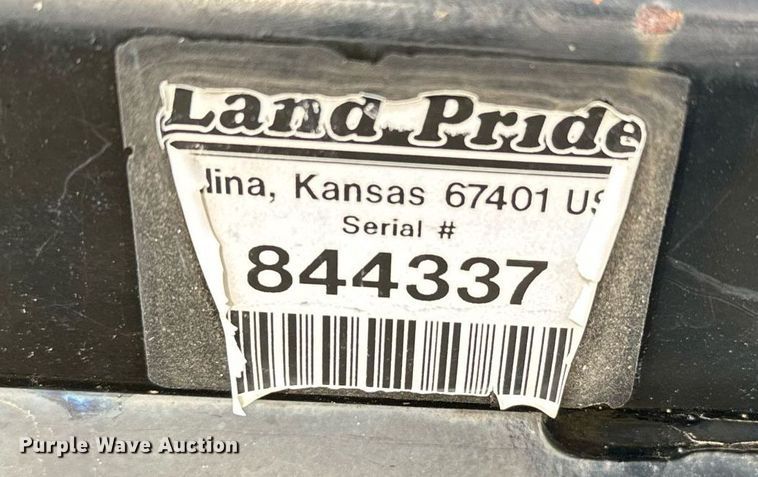 Land Pride
lina, Kansas 67401 US
Serial #
844337
Purple Wave Auction